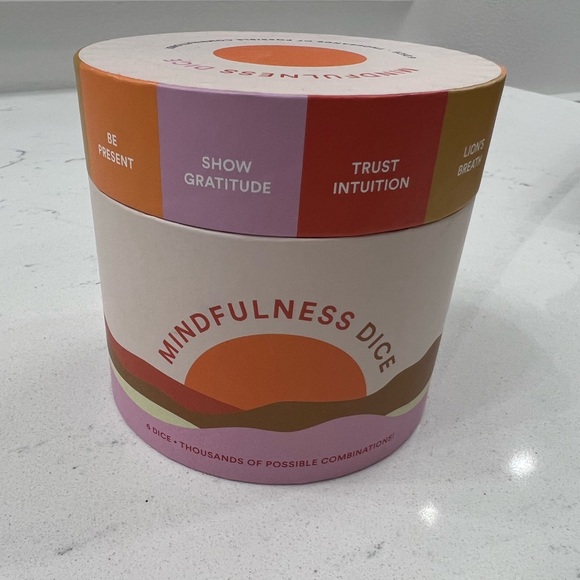 MINDFULNESS DICE
BE
PRESENT
SHOW
GRATITUDE
TRUST
INTUITION
LION'S
BREATH
MINDFULNESS DICE
6 DICE • THOUSANDS OF POSSIBLE COMBINATIONS!